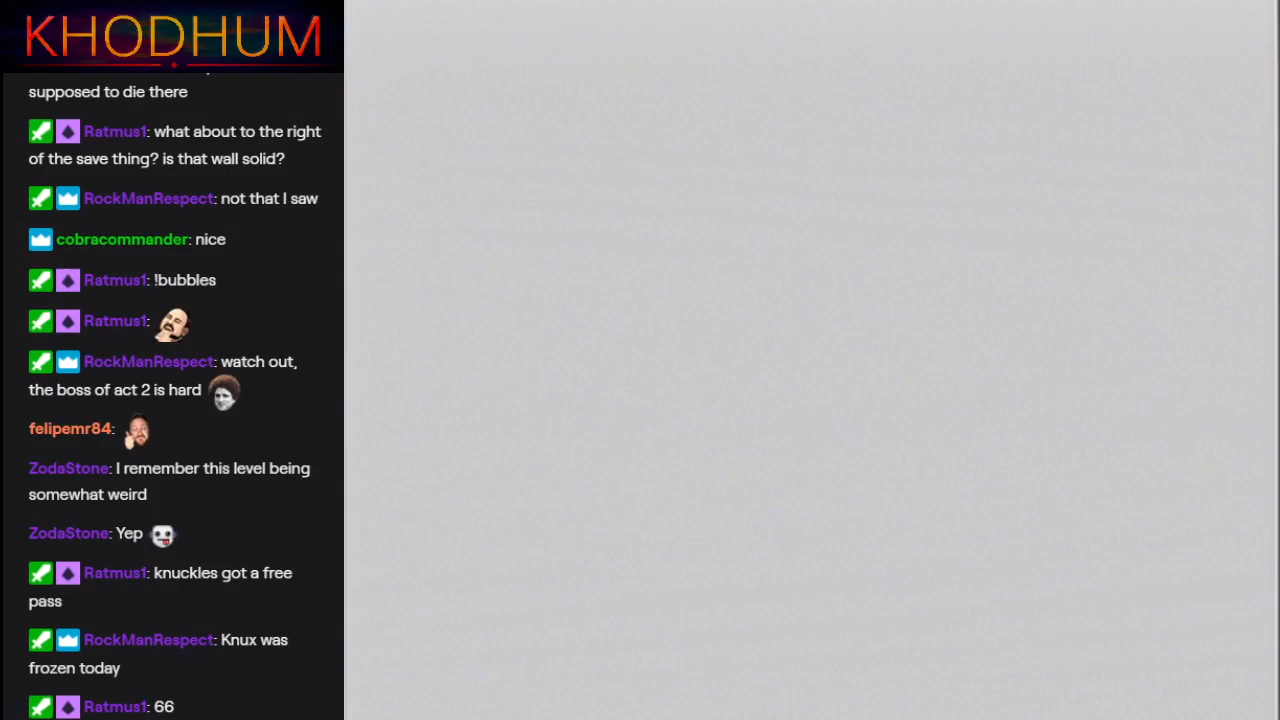 KHODHUM
supposed to die there
Ratmus1: what about to the right
of the save thing? is that wall solid?
RockManRespect: not that I saw
cobracommander: nice
Ratmus1: !bubbles
Ratmus1:
RockManRespect: watch out,
the boss of act 2 is hard
felipemr84:
ZodaStone: I remember this level being
somewhat weird
ZodaStone: Yep
Ratmus1: knuckles got a free
pass
RockManRespect: Knux was
frozen today
Ratmus1: 66